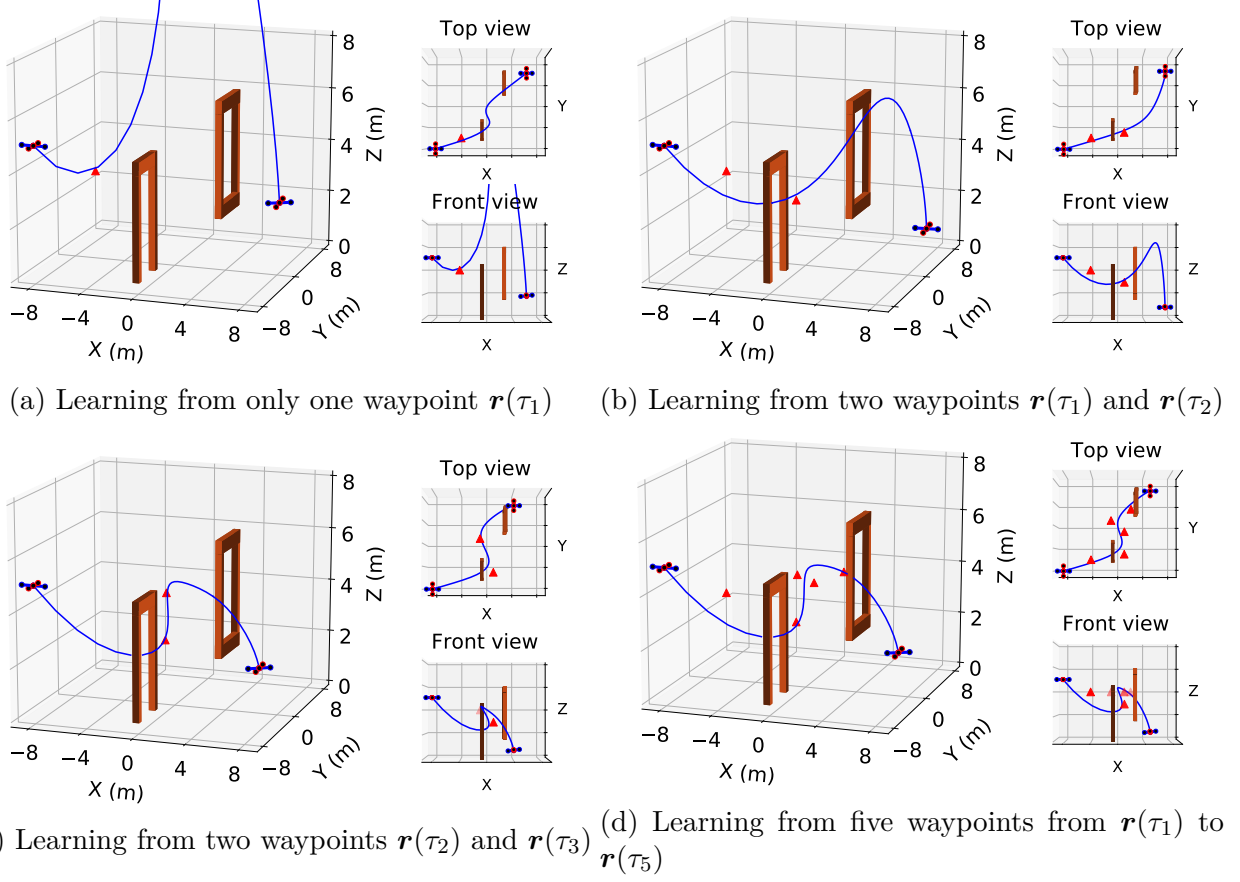 Top view
Y
X
Front view
Z
X
8
6
4
2
0
Z (m)
−8
−4
0
4
8
X (m)
−8
0
8
Y (m)
Top view
Y
X
Front view
Z
X
8
6
4
2
0
Z (m)
−8
−4
0
4
8
X (m)
−8
0
8
Y (m)
(a) Learning from only one waypoint r(τ1)
(b) Learning from two waypoints r(τ1) and r(τ2)
Top view
Y
X
Front view
Z
X
8
6
4
2
0
Z (m)
−8
−4
0
4
8
X (m)
−8
0
8
Y (m)
Top view
Y
X
Front view
Z
X
8
6
4
2
0
Z (m)
−8
−4
0
4
8
X (m)
−8
0
8
Y (m)
) Learning from two waypoints r(τ2) and r(τ3)
(d) Learning from five waypoints from r(τ1) to
r(τ5)